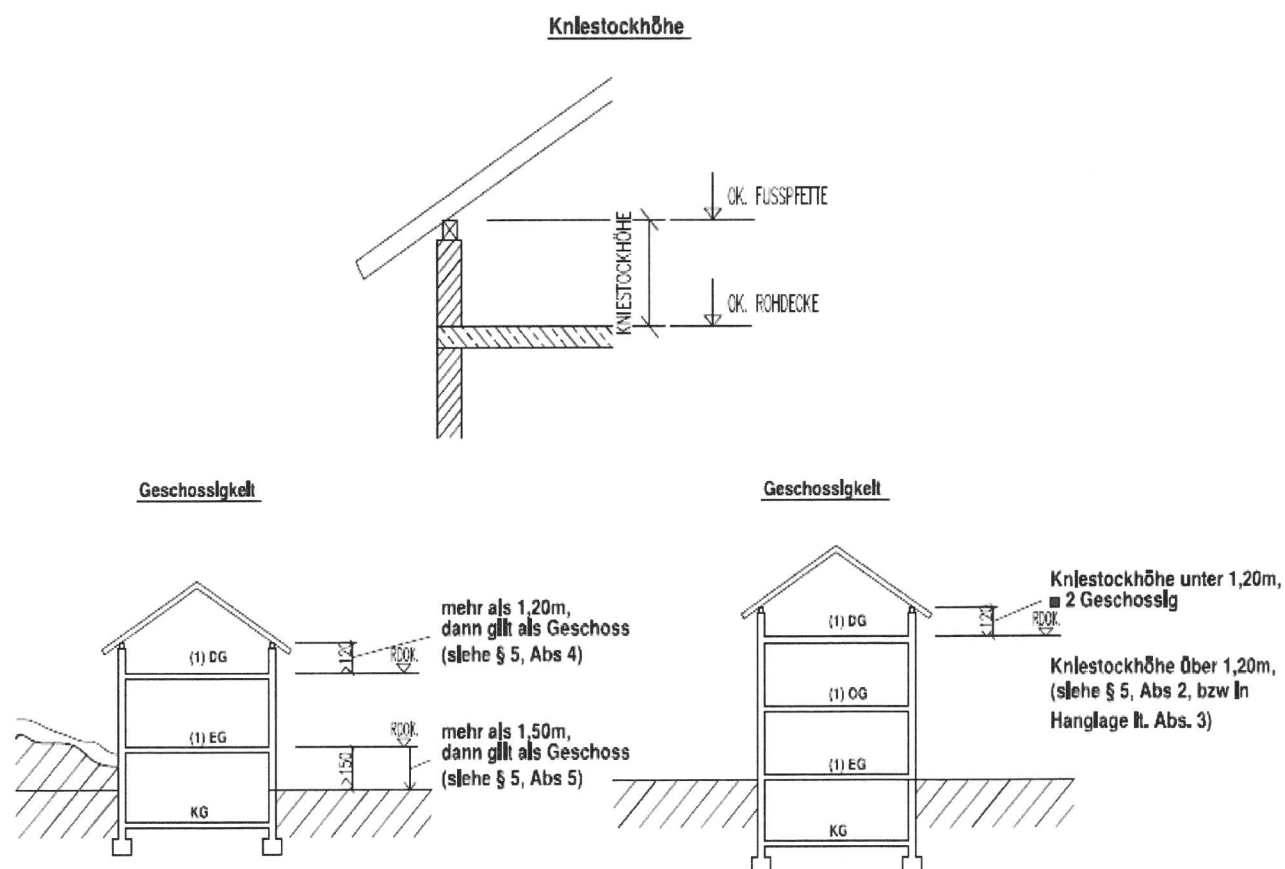 Kniestockhöhe
OK. FUSSPFETTE
KNIESTOCKHÖHE
OK. ROHDECKE
Geschossigkeit
(1) DG
>120
RDOK.
mehr als 1,20m,
dann gilt als Geschoss
(siehe § 5, Abs 4)
(1) EG
>150
RDOK.
mehr als 1,50m,
dann gilt als Geschoss
(siehe § 5, Abs 5)
KG
Geschossigkeit
(1) DG
<120
RDOK.
Kniestockhöhe unter 1,20m,
■ 2 Geschossig
(1) OG
Kniestockhöhe über 1,20m,
(siehe § 5, Abs 2, bzw in
Hanglage lt. Abs. 3)
(1) EG
KG